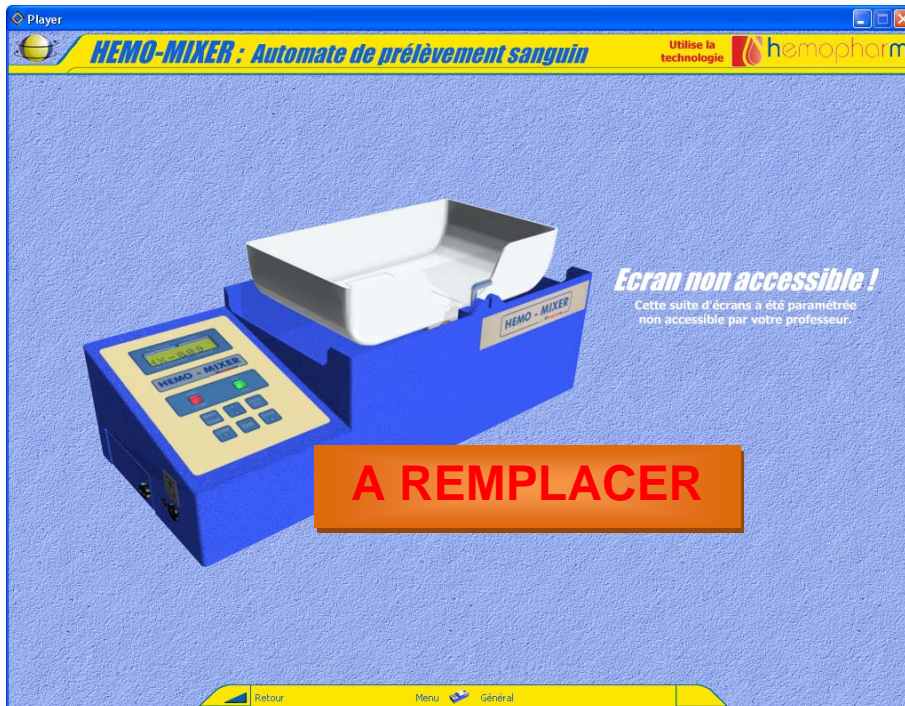 Player
HEMO-MIXER : Automate de prélèvement sanguin
Utilise la
technologie
hemopharm
Ecran non accessible !
Cette suite d'écrans a été paramétrée
non accessible par votre professeur.
HEMO - MIXER
HEMO - MIXER
A REMPLACER
Retour
Menu
Général